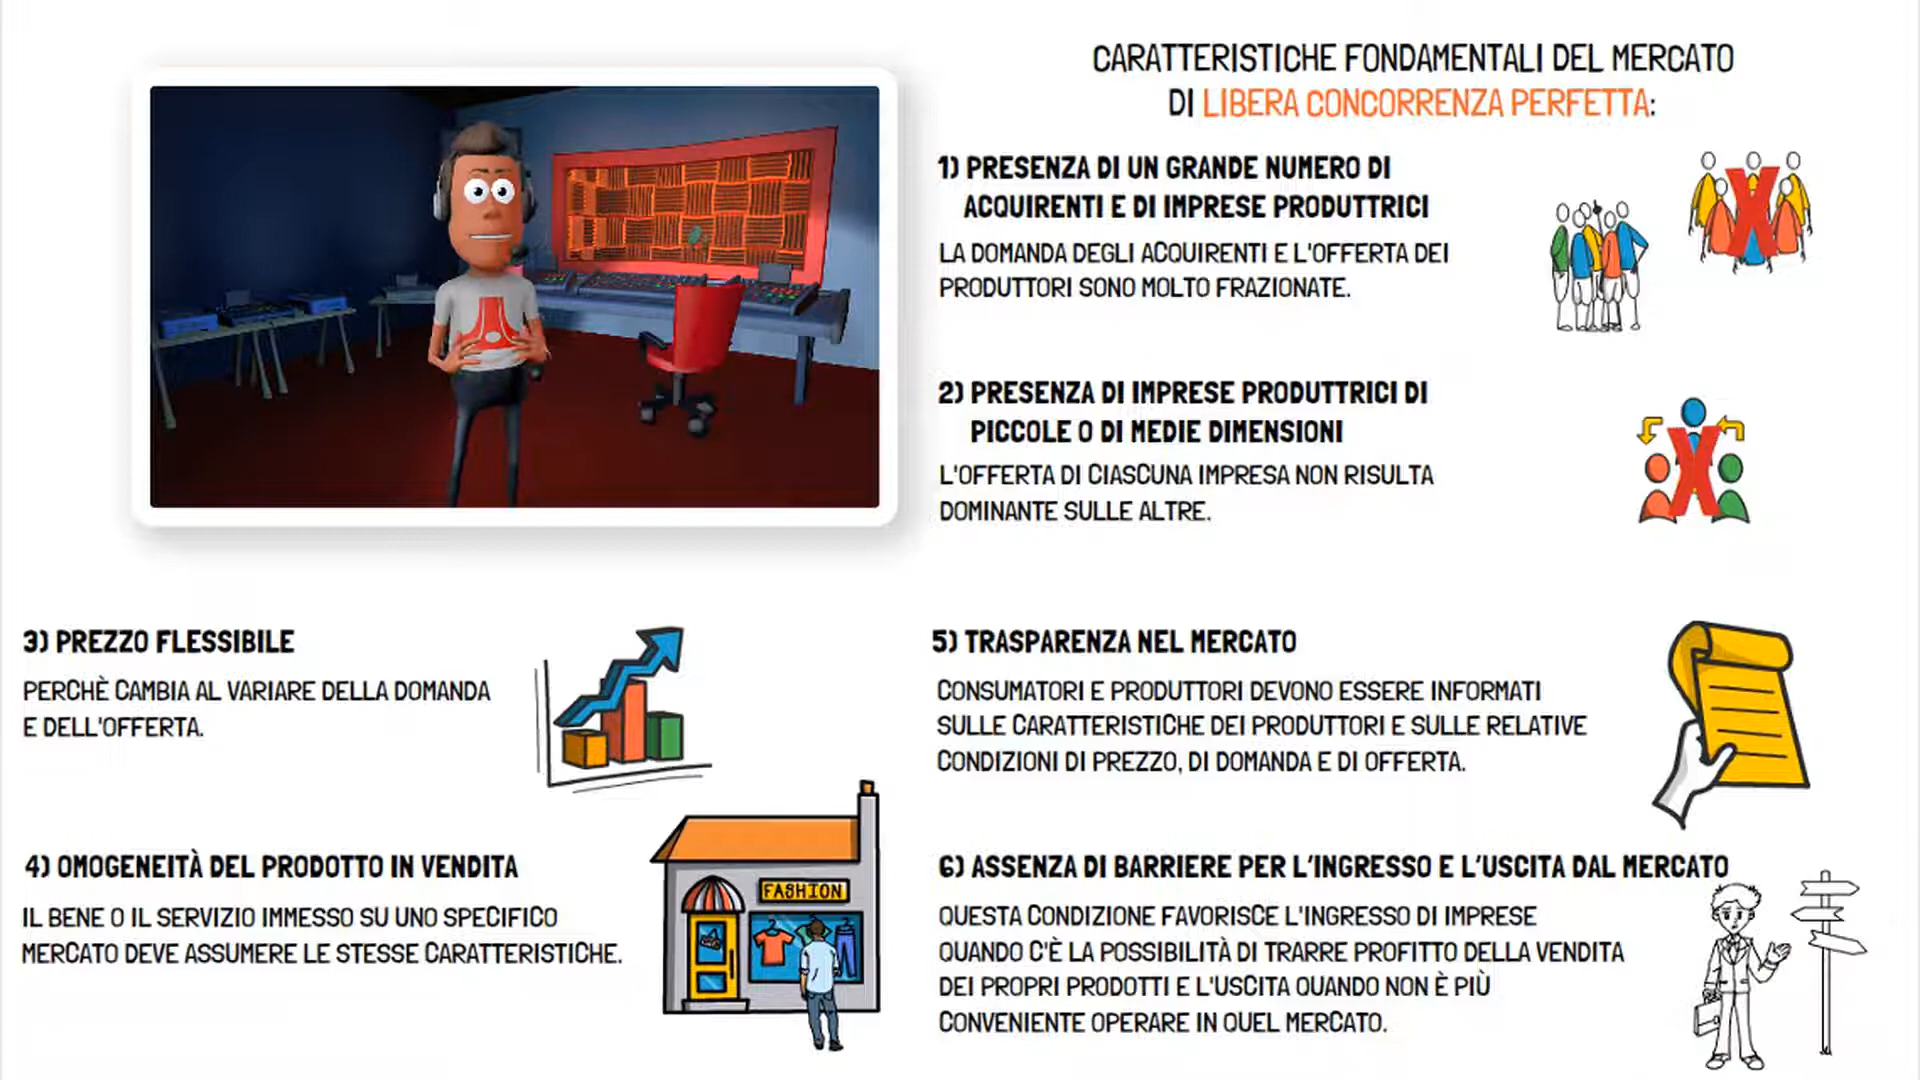 CARATTERISTICHE FONDAMENTALI DEL MERCATO
DI LIBERA CONCORRENZA PERFETTA:
1) PRESENZA DI UN GRANDE NUMERO DI
ACQUIRENTI E DI IMPRESE PRODUTTRICI
LA DOMANDA DEGLI ACQUIRENTI E L'OFFERTA DEI
PRODUTTORI SONO MOLTO FRAZIONATE.
2) PRESENZA DI IMPRESE PRODUTTRICI DI
PICCOLE O DI MEDIE DIMENSIONI
L'OFFERTA DI CIASCUNA IMPRESA NON RISULTA
DOMINANTE SULLE ALTRE.
3) PREZZO FLESSIBILE
PERCHÈ CAMBIA AL VARIARE DELLA DOMANDA
E DELL'OFFERTA.
4) OMOGENEITÀ DEL PRODOTTO IN VENDITA
IL BENE O IL SERVIZIO IMMESSO SU UNO SPECIFICO
MERCATO DEVE ASSUMERE LE STESSE CARATTERISTICHE.
FASHION
5) TRASPARENZA NEL MERCATO
CONSUMATORI E PRODUTTORI DEVONO ESSERE INFORMATI
SULLE CARATTERISTICHE DEI PRODUTTORI E SULLE RELATIVE
CONDIZIONI DI PREZZO, DI DOMANDA E DI OFFERTA.
6) ASSENZA DI BARRIERE PER L'INGRESSO E L'USCITA DAL MERCATO
QUESTA CONDIZIONE FAVORISCE L'INGRESSO DI IMPRESE
QUANDO C'È LA POSSIBILITÀ DI TRARRE PROFITTO DELLA VENDITA
DEI PROPRI PRODOTTI E L'USCITA QUANDO NON È PIÙ
CONVENIENTE OPERARE IN QUEL MERCATO.